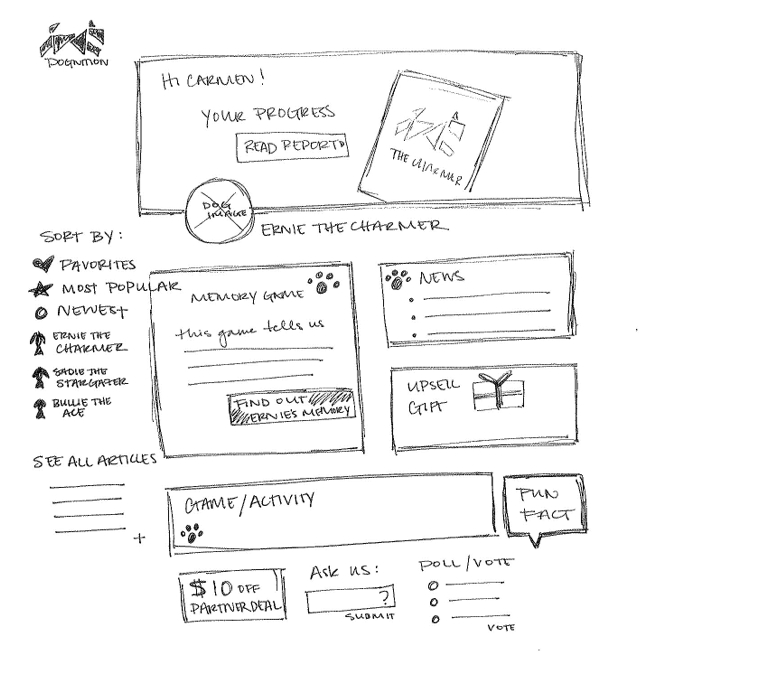 DOGNITION
HI CARMEN!
YOUR PROGRESS
READ REPORT
THE CHARMER
DOG
IMAGE
ERNIE THE CHARMER
SORT BY:
FAVORITES
MOST POPULAR
NEWEST
ERNIE THE
CHARMER
SADIE THE
STARGAZER
BULLIE THE
ACE
SEE ALL ARTICLES
+
MEMORY GAME
this game tells us
FIND OUT
ERNIE'S MEMORY
NEWS
UPSELL
GIFT
GAME/ACTIVITY
FUN
FACT
$10 OFF
PARTNER DEAL
Ask us:
?
SUBMIT
POLL/VOTE
VOTE